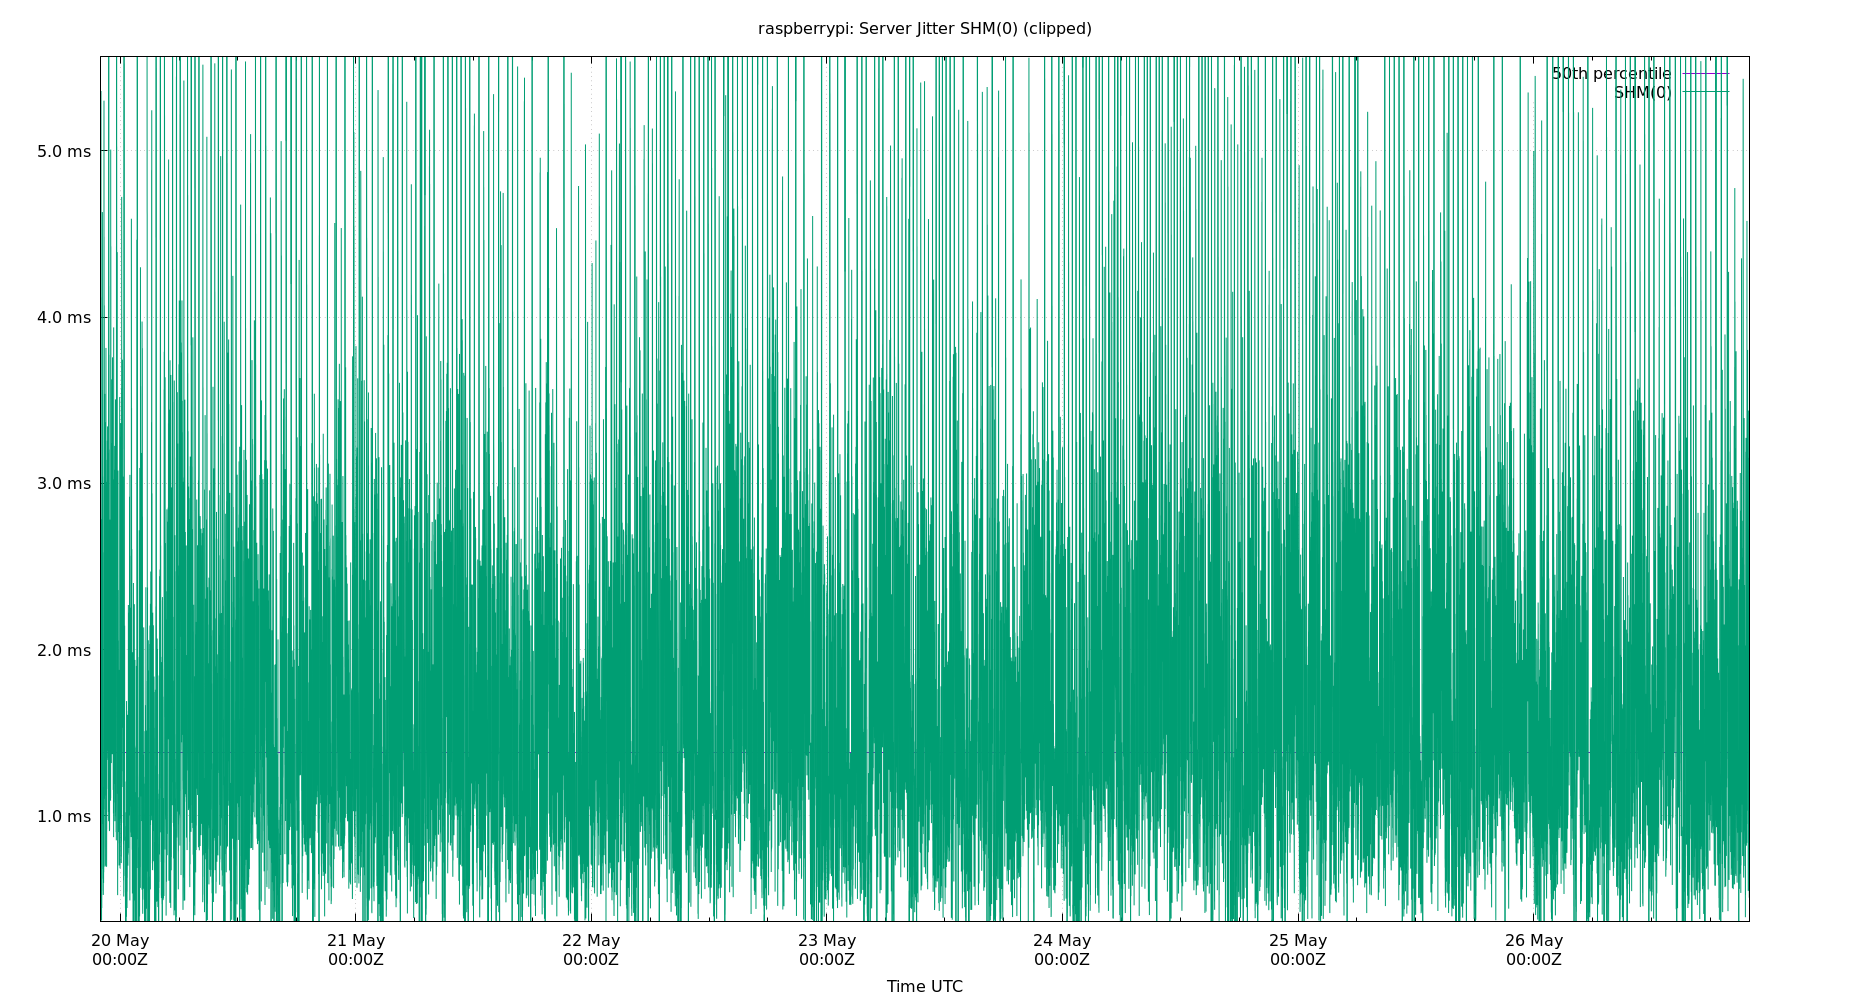 raspberrypi: Server Jitter SHM(0) (clipped)
50th percentile
SHM(0)
5.0 ms
4.0 ms
3.0 ms
2.0 ms
1.0 ms
20 May 21 May 22 May 23 May 24 May 25 May 26 May
00:00Z 00:00Z 00:00Z 00:00Z 00:00Z 00:00Z 00:00Z
Time UTC